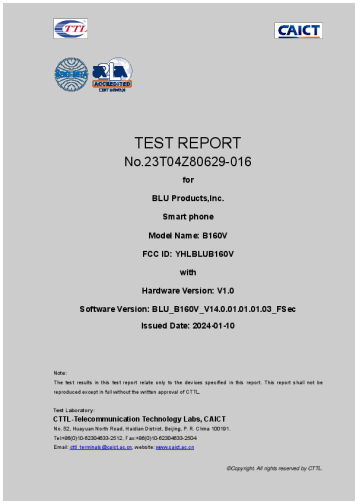 CTTL
CAICT
ACCREDITED
TEST REPORT
No.23T04Z80629-016
for
BLU Products,Inc.
Smart phone
Model Name: B160V
FCC ID: YHLBLUB160V
with
Hardware Version: V1.0
Software Version: BLU_B160V_V14.0.01.01.01.03_FSec
Issued Date: 2024-01-10
Note:
The test results in this test report relate only to the devices specified in this report. This report shall not be
reproduced except in full without the written approval of CTTL.
Test Laboratory:
CTTL-Telecommunication Technology Labs, CAICT
No. 52, Huayuan North Road, Haidian District, Beijing, P. R. China 100191.
Tel:+86(0)10-62304633-2512, Fax:+86(0)10-62304633-2504
Email: cttl_terminals@caict.ac.cn, website: www.caict.ac.cn
©Copyright. All rights reserved by CTTL.